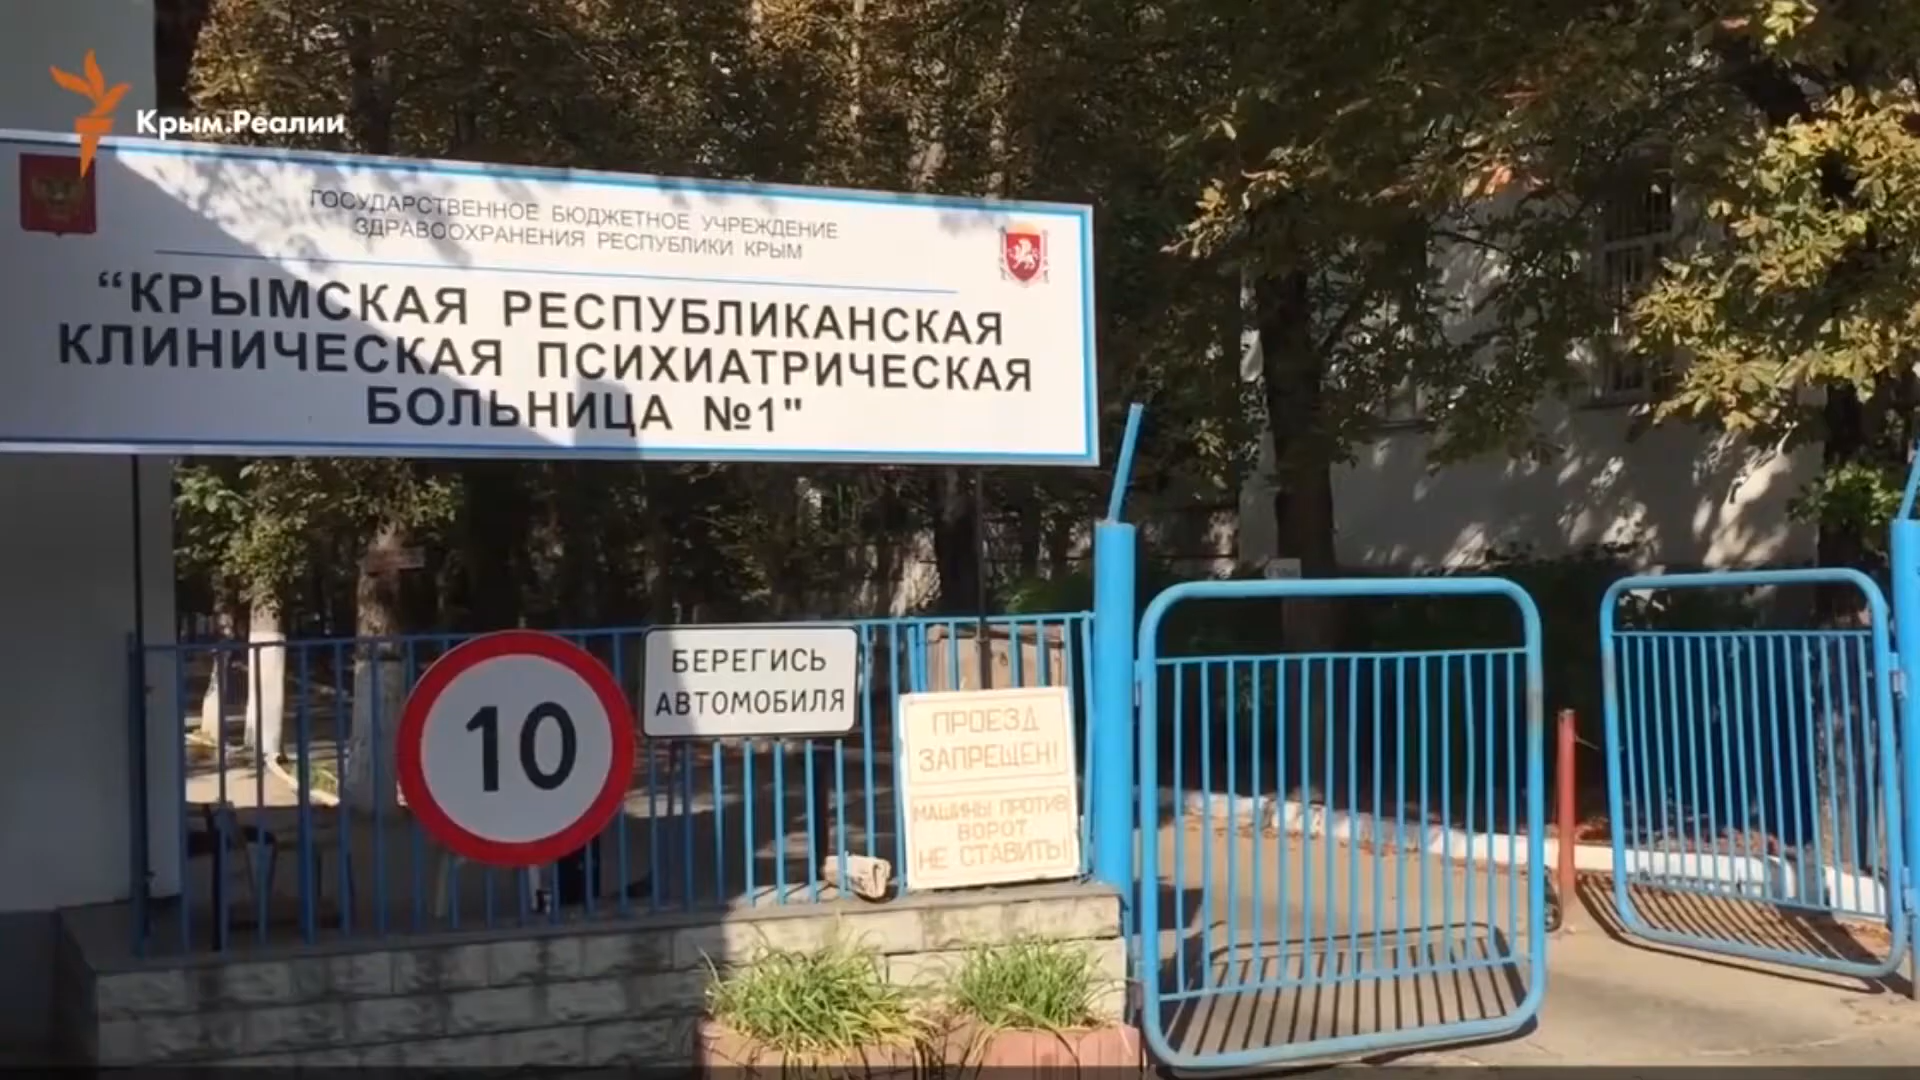 Крым.Реалии
ГОСУДАРСТВЕННОЕ БЮДЖЕТНОЕ УЧРЕЖДЕНИЕ
ЗДРАВООХРАНЕНИЯ РЕСПУБЛИКИ КРЫМ
“КРЫМСКАЯ РЕСПУБЛИКАНСКАЯ
КЛИНИЧЕСКАЯ ПСИХИАТРИЧЕСКАЯ
БОЛЬНИЦА №1"
10
БЕРЕГИСЬ
АВТОМОБИЛЯ
ПРОЕЗД
ЗАПРЕЩЕН!
МАШИНЫ ПРОТИВ
ВОРОТ
НЕ СТАВИТЬ!